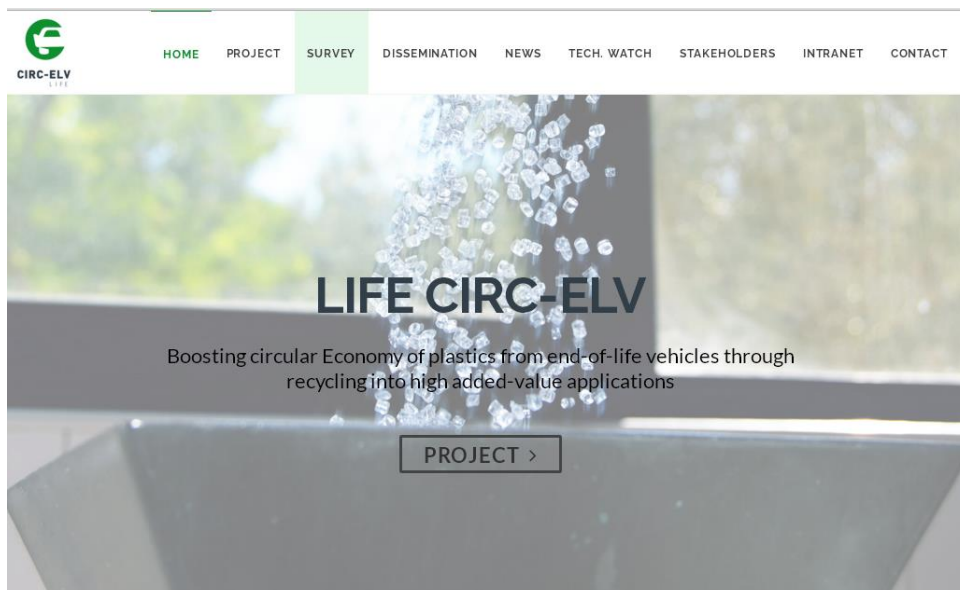 CIRC-ELV
LIFE
HOME
PROJECT
SURVEY
DISSEMINATION
NEWS
TECH. WATCH
STAKEHOLDERS
INTRANET
CONTACT
LIFE CIRC-ELV
Boosting circular Economy of plastics from end-of-life vehicles through
recycling into high added-value applications
PROJECT >